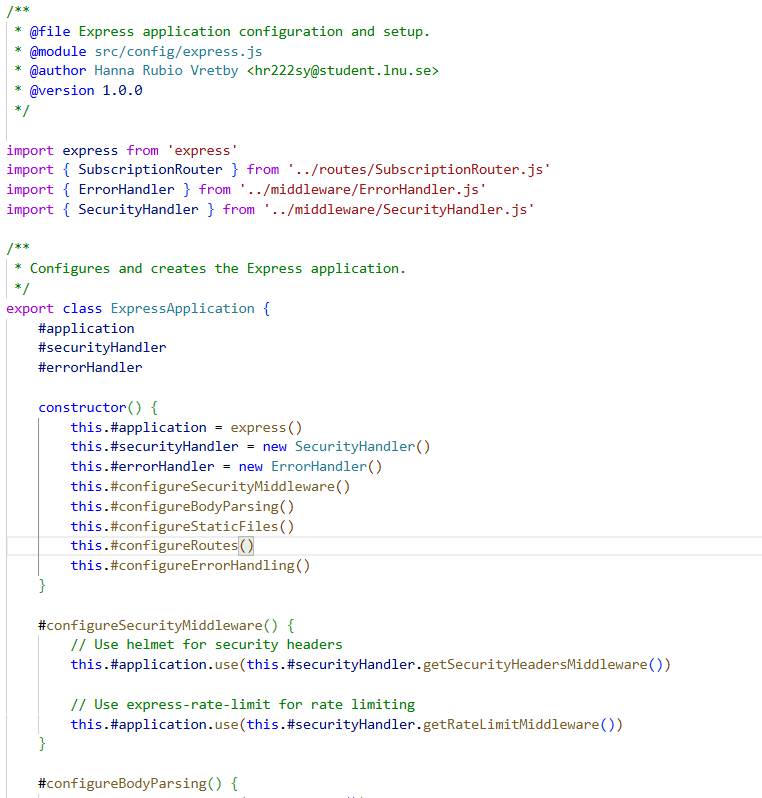 /**
 * @file Express application configuration and setup.
 * @module src/config/express.js
 * @author Hanna Rubio Vretby <hr222sy@student.lnu.se>
 * @version 1.0.0
 */
import express from 'express'
import { SubscriptionRouter } from '../routes/SubscriptionRouter.js'
import { ErrorHandler } from '../middleware/ErrorHandler.js'
import { SecurityHandler } from '../middleware/SecurityHandler.js'
/**
 * Configures and creates the Express application.
 */
export class ExpressApplication {
    #application
    #securityHandler
    #errorHandler
    constructor() {
        this.#application = express()
        this.#securityHandler = new SecurityHandler()
        this.#errorHandler = new ErrorHandler()
        this.#configureSecurityMiddleware()
        this.#configureBodyParsing()
        this.#configureStaticFiles()
        this.#configureRoutes()
        this.#configureErrorHandling()
    }
    #configureSecurityMiddleware() {
        // Use helmet for security headers
        this.#application.use(this.#securityHandler.getSecurityHeadersMiddleware())
        // Use express-rate-limit for rate limiting
        this.#application.use(this.#securityHandler.getRateLimitMiddleware())
    }
    #configureBodyParsing() {